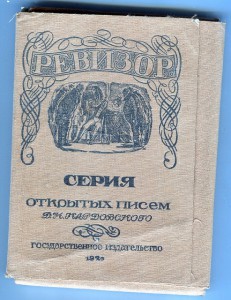 РЕВИЗОР
СЕРИЯ
ОТКРЫТЫХ ПИСЕМ
Д.Н.КАРДОВСКОГО
ГОСУДАРСТВЕННОЕ ИЗДАТЕЛЬСТВО